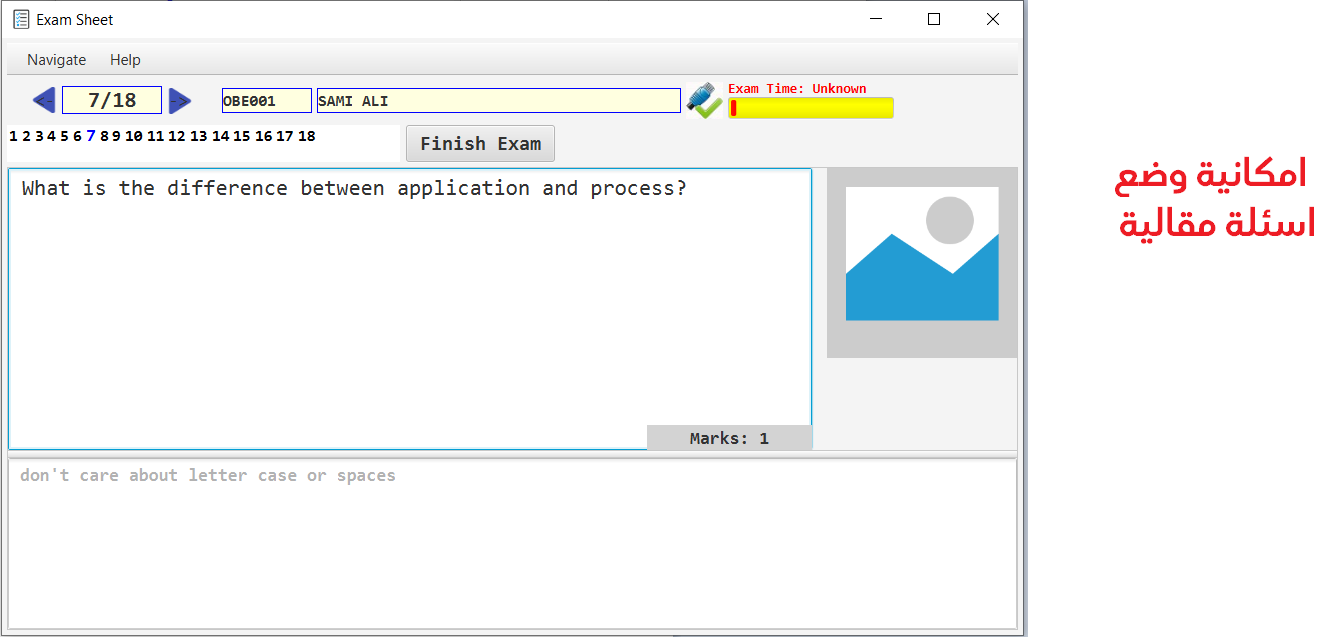 Exam Sheet
Navigate Help
7/18 OBE001 SAMI ALI Exam Time: Unknown
1 2 3 4 5 6 7 8 9 10 11 12 13 14 15 16 17 18
Finish Exam
What is the difference between application and process?
Marks: 1
don't care about letter case or spaces
امكانية وضع
اسئلة مقالية